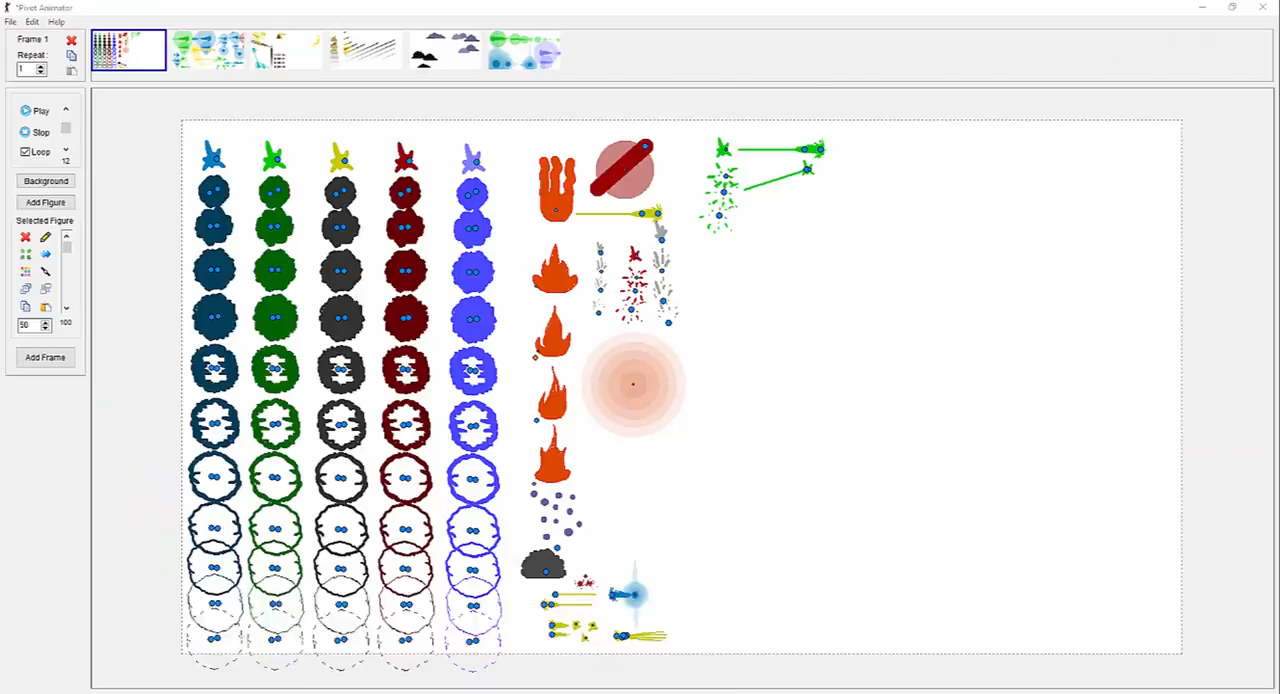 *Pivot Animator
File Edit Help
Frame 1
Repeat:
1
Play
Stop
Loop
12
Background
Add Figure
Selected Figure
50
100
Add Frame